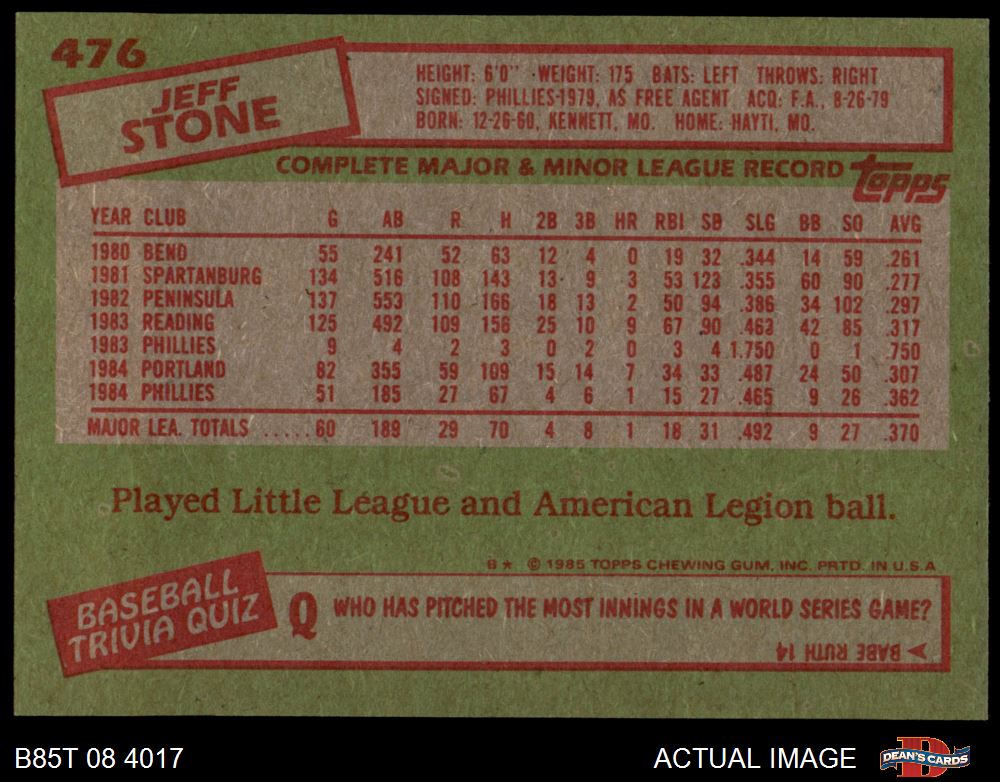 476
JEFF
STONE
HEIGHT: 6'0" ·WEIGHT: 175 BATS: LEFT THROWS: RIGHT
SIGNED: PHILLIES-1979, AS FREE AGENT ACQ: F.A., 8-26-79
BORN: 12-26-60, KENNETT, MO. HOME: HAYTI, MO.
COMPLETE MAJOR & MINOR LEAGUE RECORD Topps
YEAR CLUB G AB R H 2B 3B HR RBI SB SLG BB SO AVG
1980 BEND 55 241 52 63 12 4 0 19 32 .344 14 59 .261
1981 SPARTANBURG 134 516 108 143 13 9 3 53 123 .355 60 90 .277
1982 PENINSULA 137 553 110 166 18 13 2 50 94 .386 34 102 .297
1983 READING 125 492 109 156 25 10 9 67 90 .463 42 85 .317
1983 PHILLIES 9 4 2 3 0 2 0 3 4 1.750 0 1 .750
1984 PORTLAND 82 355 59 109 15 14 7 34 33 .487 24 50 .307
1984 PHILLIES 51 185 27 67 4 6 1 15 27 .465 9 26 .362
MAJOR LEA. TOTALS .....60 189 29 70 4 8 1 18 31 .492 9 27 .370
Played Little League and American Legion ball.
B★ © 1985 TOPPS CHEWING GUM, INC. PRTD. IN U.S.A
BASEBALL
TRIVIA QUIZ
Q WHO HAS PITCHED THE MOST INNINGS IN A WORLD SERIES GAME?
BABE RUTH 14
B85T 08 4017
ACTUAL IMAGE
DEAN'S CARDS